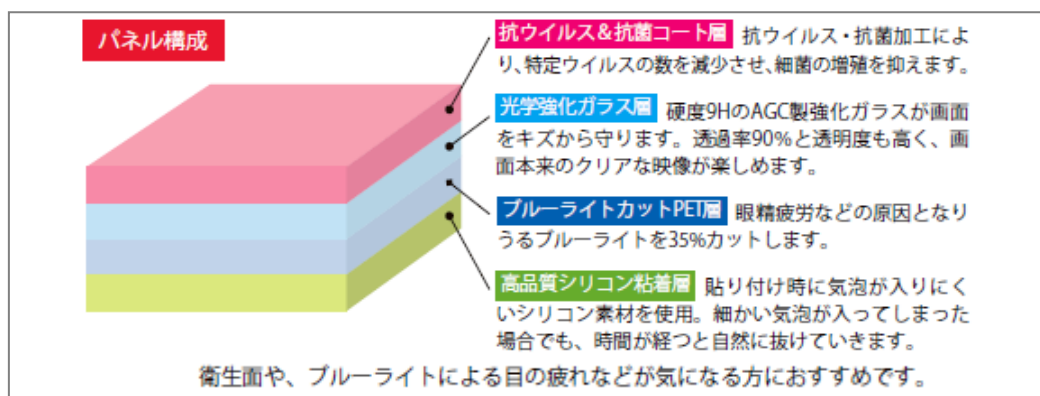 パネル構成
抗ウイルス&抗菌コート層 抗ウイルス・抗菌加工によ
り、特定ウイルスの数を減少させ、細菌の増殖を抑えます。
光学強化ガラス層 硬度9HのAGC製強化ガラスが画面
をキズから守ります。透過率90%と透明度も高く、画
面本来のクリアな映像が楽しめます。
ブルーライトカットPET層 眼精疲労などの原因となり
うるブルーライトを35%カットします。
高品質シリコン粘着層 貼り付け時に気泡が入りにく
いシリコン素材を使用。細かい気泡が入ってしまった
場合でも、時間が経つと自然に抜けていきます。
衛生面や、ブルーライトによる目の疲れなどが気になる方におすすめです。